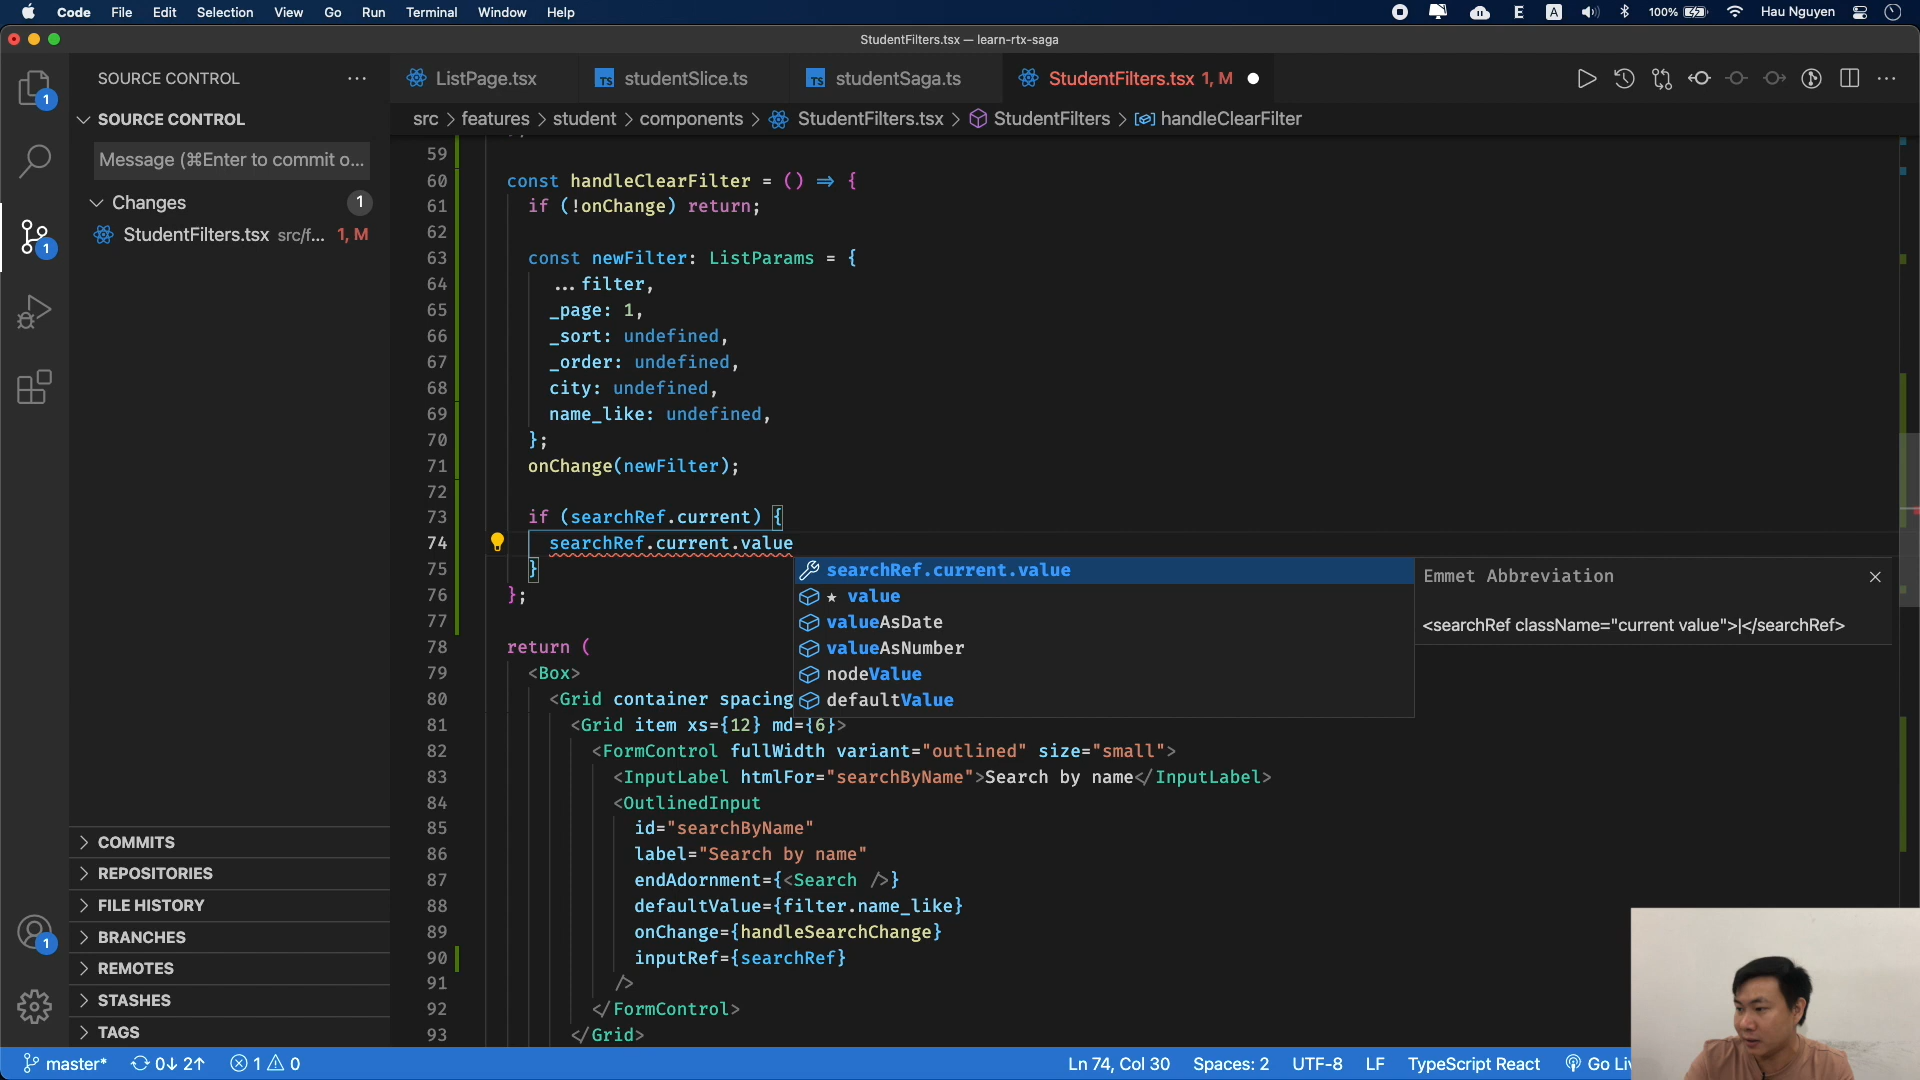 Code File Edit Selection View Go Run Terminal Window Help E A 100% Hau Nguyen
StudentFilters.tsx — learn-rtx-saga
SOURCE CONTROL ···
ListPage.tsx
TS studentSlice.ts
TS studentSaga.ts
StudentFilters.tsx 1, M
src > features > student > components > StudentFilters.tsx > StudentFilters > handleClearFilter
1
SOURCE CONTROL
Message (⌘Enter to commit o...
Changes 1
StudentFilters.tsx src/f... 1, M
1
COMMITS
REPOSITORIES
FILE HISTORY
BRANCHES
REMOTES
STASHES
TAGS
1
59
60 const handleClearFilter = () ⇒ {
61 if (!onChange) return;
62
63 const newFilter: ListParams = {
64 ...filter,
65 _page: 1,
66 _sort: undefined,
67 _order: undefined,
68 city: undefined,
69 name_like: undefined,
70 };
71 onChange(newFilter);
72
73 if (searchRef.current) {
74 searchRef.current.value
75 }
76 };
77
78 return (
79 <Box>
80 <Grid container spacing
81 <Grid item xs={12} md={6}>
82 <FormControl fullWidth variant="outlined" size="small">
83 <InputLabel htmlFor="searchByName">Search by name</InputLabel>
84 <OutlinedInput
85 id="searchByName"
86 label="Search by name"
87 endAdornment={<Search />}
88 defaultValue={filter.name_like}
89 onChange={handleSearchChange}
90 inputRef={searchRef}
91 />
92 </FormControl>
93 </Grid>
searchRef.current.value
★ value
valueAsDate
valueAsNumber
nodeValue
defaultValue
Emmet Abbreviation
<searchRef className="current value">|</searchRef>
master* 0↓ 2↑ 1 0 Ln 74, Col 30 Spaces: 2 UTF-8 LF TypeScript React